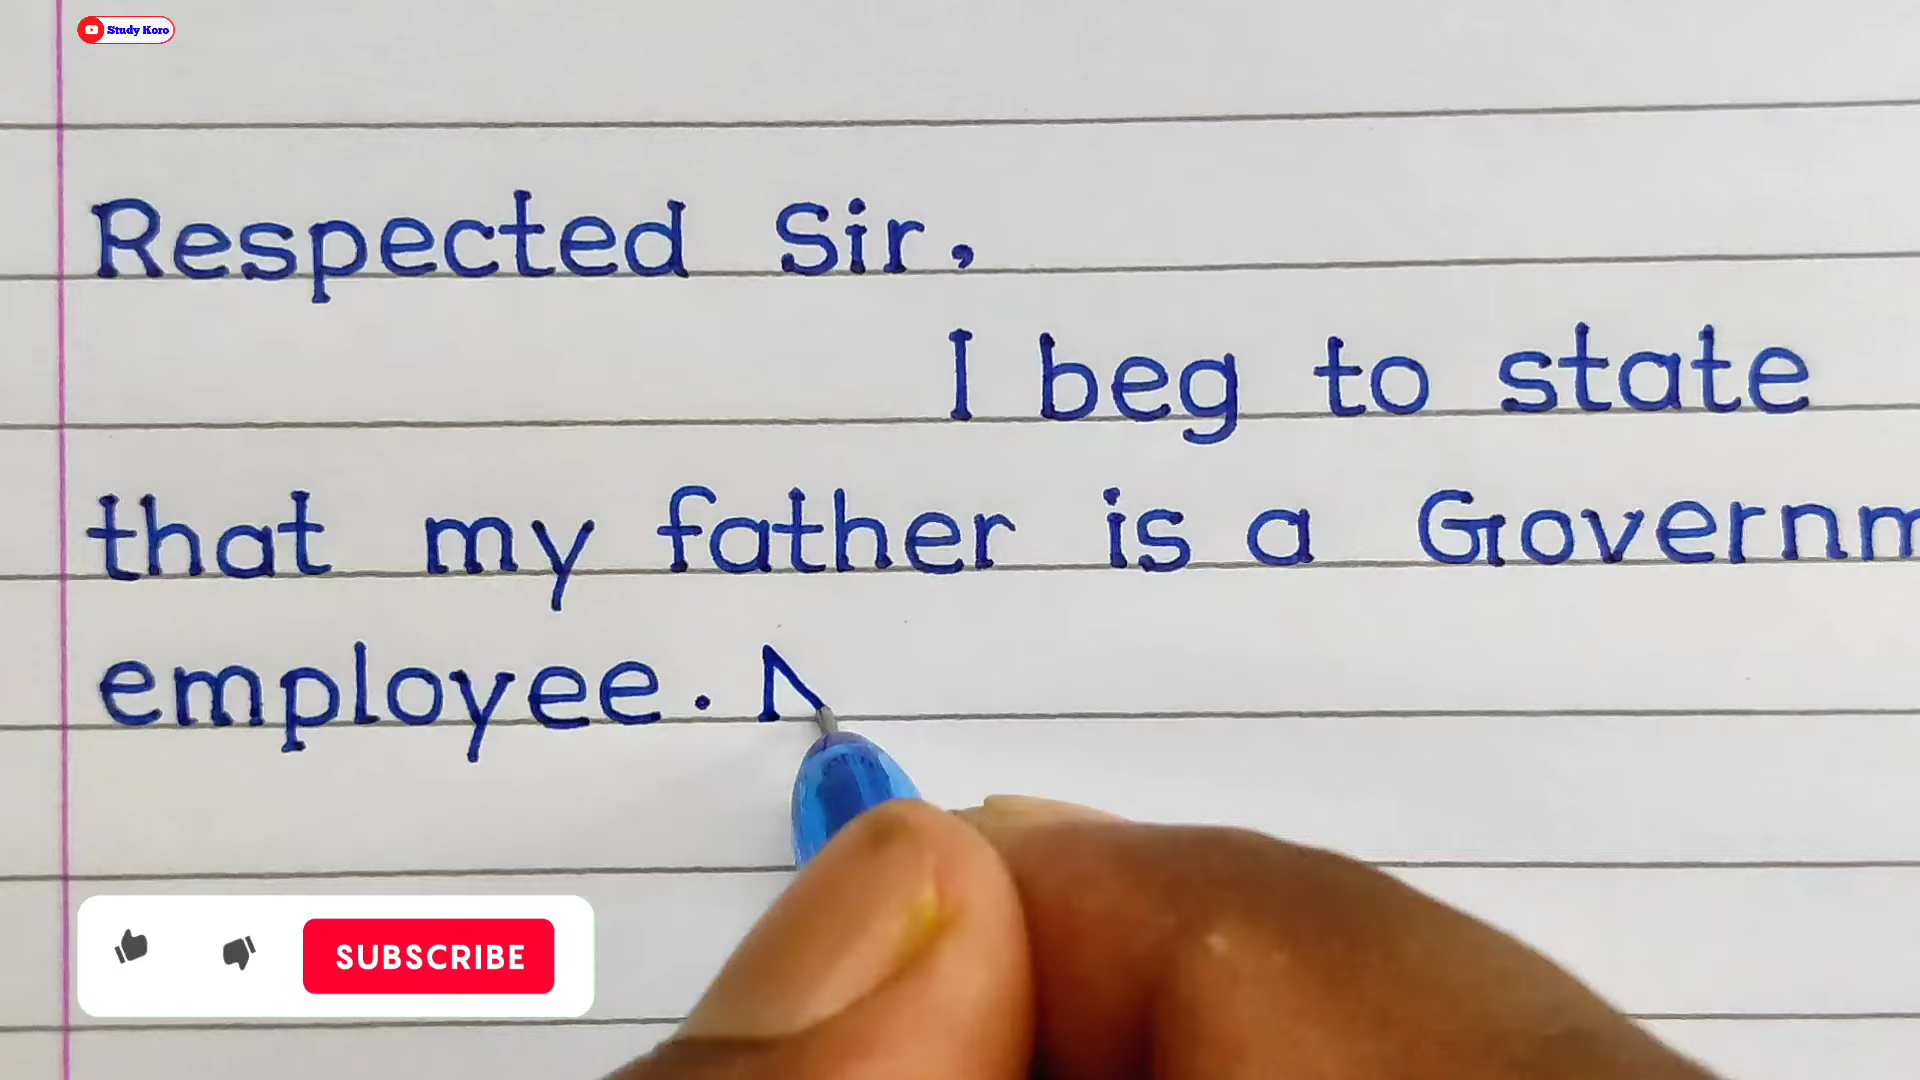 Study Koro
Respected Sir,
I beg to state
that my father is a Governm
employee.
SUBSCRIBE